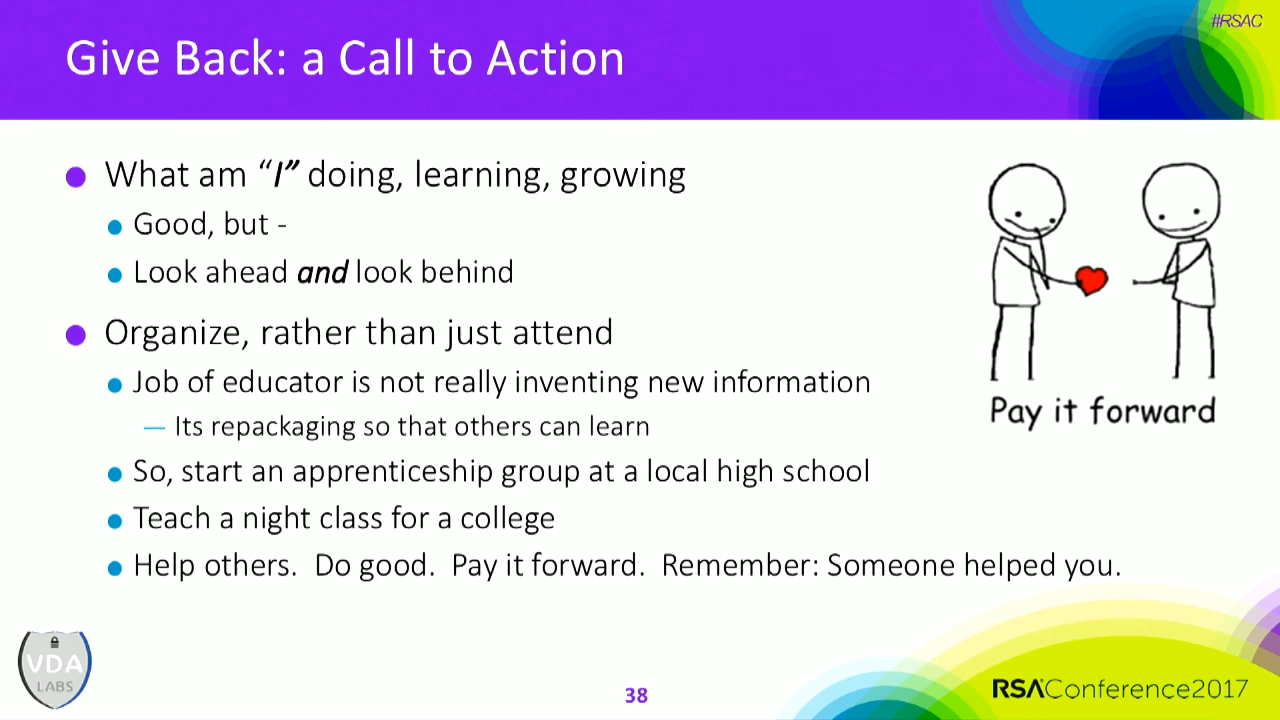 #RSAC
Give Back: a Call to Action
What am “I” doing, learning, growing
Good, but -
Look ahead and look behind
Organize, rather than just attend
Job of educator is not really inventing new information
— Its repackaging so that others can learn
So, start an apprenticeship group at a local high school
Teach a night class for a college
Help others.  Do good.  Pay it forward.  Remember: Someone helped you.
Pay it forward
VDA
LABS
38
RSAConference2017